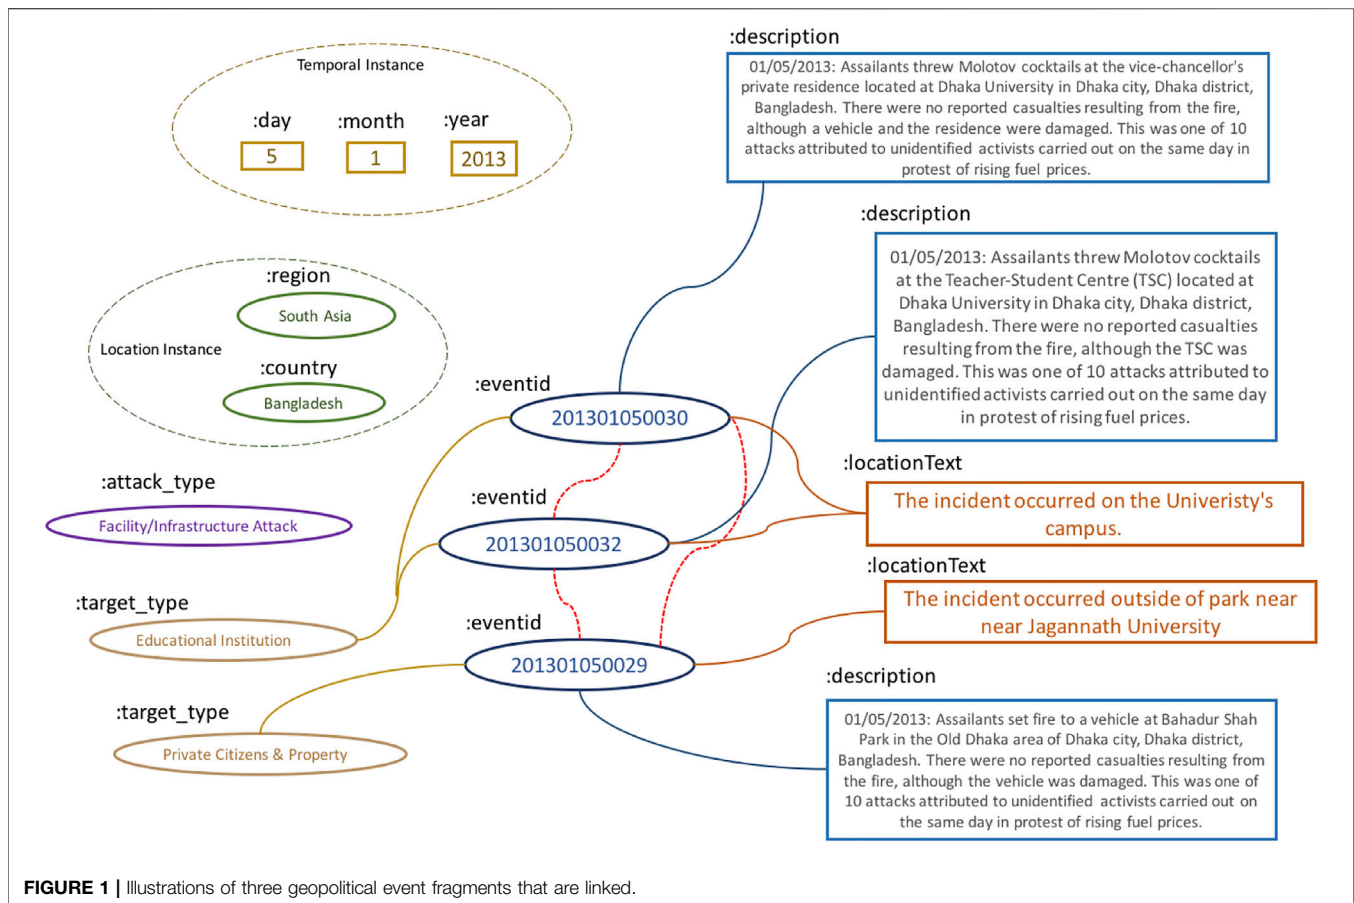 Temporal Instance
:day
:month
:year
5
1
2013
:description
01/05/2013: Assailants threw Molotov cocktails at the vice-chancellor's
private residence located at Dhaka University in Dhaka city, Dhaka district,
Bangladesh. There were no reported casualties resulting from the fire,
although a vehicle and the residence were damaged. This was one of 10
attacks attributed to unidentified activists carried out on the same day in
protest of rising fuel prices.
:description
01/05/2013: Assailants threw Molotov cocktails
at the Teacher-Student Centre (TSC) located at
Dhaka University in Dhaka city, Dhaka district,
Bangladesh. There were no reported casualties
resulting from the fire, although the TSC was
damaged. This was one of 10 attacks attributed to
unidentified activists carried out on the same day
in protest of rising fuel prices.
:region
South Asia
Location Instance
:country
Bangladesh
:eventid
201301050030
:attack_type
Facility/Infrastructure Attack
:eventid
201301050032
:locationText
The incident occurred on the Univeristy's
campus.
:target_type
Educational Institution
:eventid
201301050029
:locationText
The incident occurred outside of park near
near Jagannath University
:target_type
Private Citizens & Property
:description
01/05/2013: Assailants set fire to a vehicle at Bahadur Shah
Park in the Old Dhaka area of Dhaka city, Dhaka district,
Bangladesh. There were no reported casualties resulting from
the fire, although the vehicle was damaged. This was one of
10 attacks attributed to unidentified activists carried out on
the same day in protest of rising fuel prices.
FIGURE 1 | Illustrations of three geopolitical event fragments that are linked.